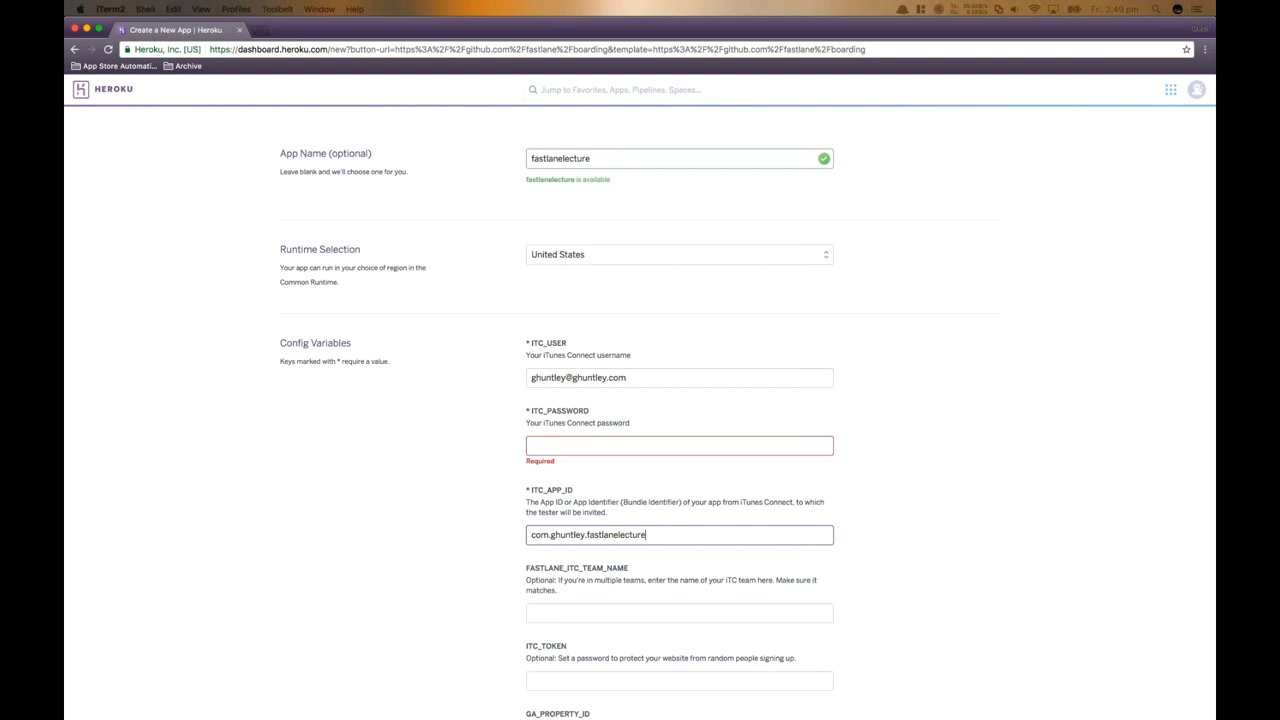 iTerm2 Shell Edit View Profiles Toolbelt Window Help Fri. 2:49 pm
Create a New App | Heroku
Heroku, Inc. [US] https://dashboard.heroku.com/new?button-url=https%3A%2F%2Fgithub.com%2Ffastlane%2Fboarding&template=https%3A%2F%2Fgithub.com%2Ffastlane%2Fboarding
App Store Automati... Archive
HEROKU Jump to Favorites, Apps, Pipelines, Spaces...
App Name (optional)
Leave blank and we'll choose one for you.
fastlanelecture
fastlanelecture is available
Runtime Selection
Your app can run in your choice of region in the
Common Runtime.
United States
Config Variables
Keys marked with * require a value.
* ITC_USER
Your iTunes Connect username
ghuntley@ghuntley.com
* ITC_PASSWORD
Your iTunes Connect password
Required
* ITC_APP_ID
The App ID or App Identifier (Bundle Identifier) of your app from iTunes Connect, to which
the tester will be invited.
com.ghuntley.fastlanelecture
FASTLANE_ITC_TEAM_NAME
Optional: If you're in multiple teams, enter the name of your iTC team here. Make sure it
matches.
ITC_TOKEN
Optional: Set a password to protect your website from random people signing up.
GA_PROPERTY_ID